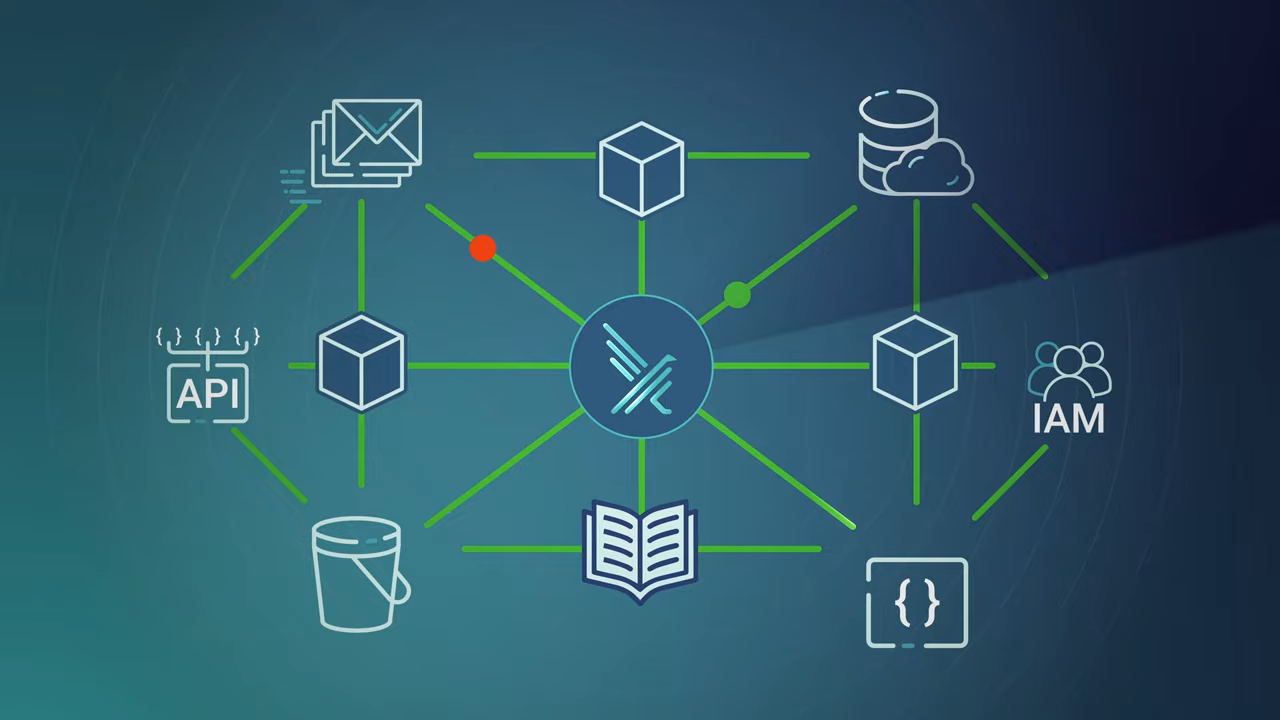 { } { } { }
API
IAM
{ }